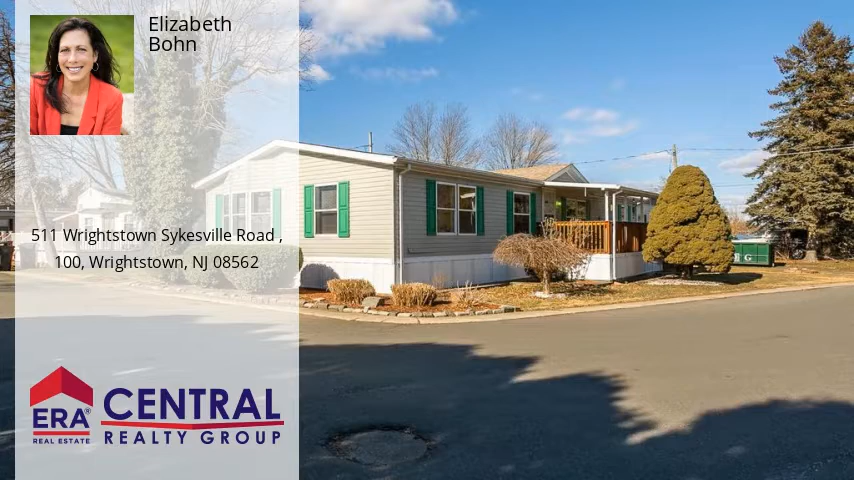 Elizabeth
Bohn
511 Wrightstown Sykesville Road ,
100, Wrightstown, NJ 08562
ERA®
REAL ESTATE
CENTRAL
REALTY GROUP